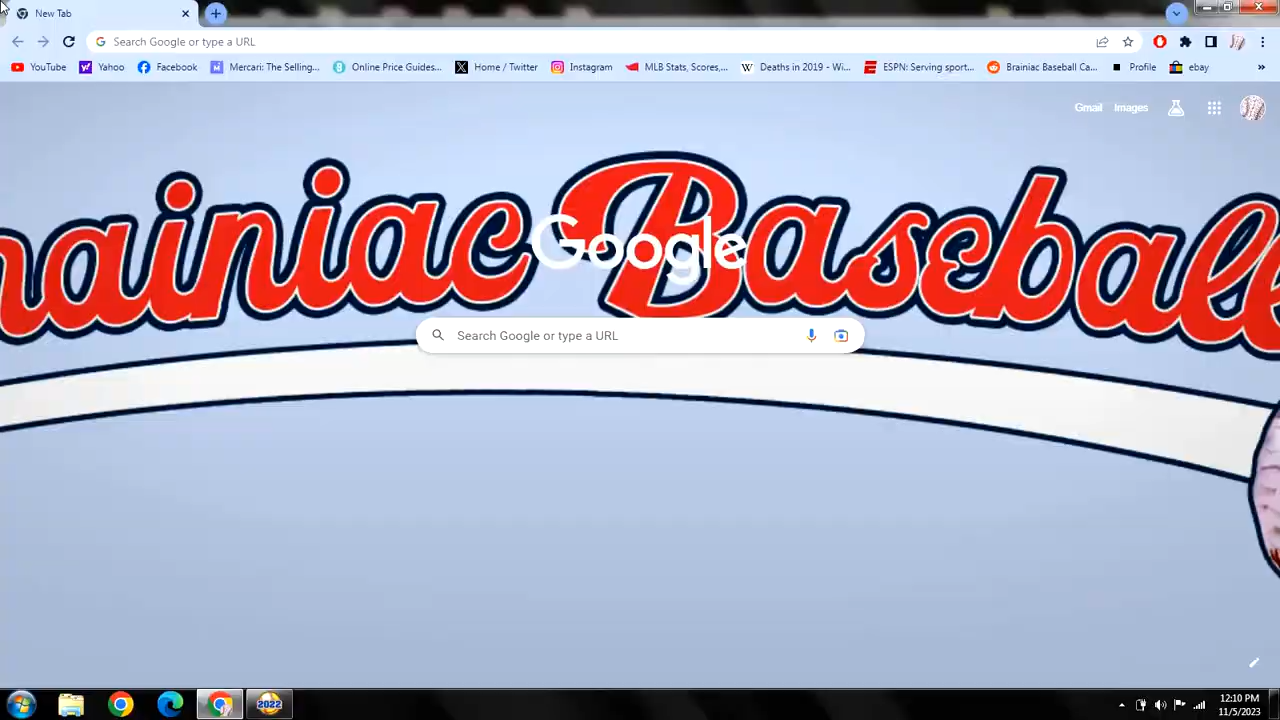 New Tab
Search Google or type a URL
YouTube Yahoo Facebook Mercari: The Selling... Online Price Guides... Home / Twitter Instagram MLB Stats, Scores,... Deaths in 2019 - Wi... ESPN: Serving sport... Brainiac Baseball Ca... Profile ebay »
Gmail Images
ainiac Baseball
Google
Search Google or type a URL
2022
12:10 PM
11/5/2023